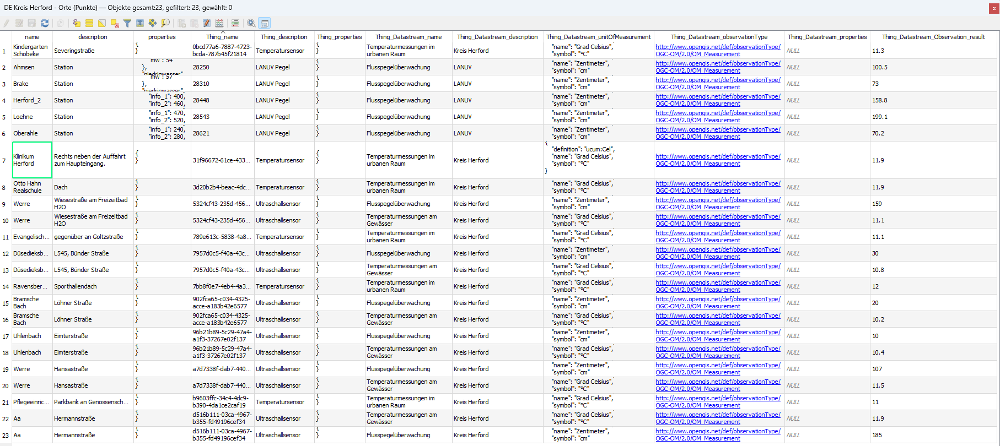 DE Kreis Herford - Orte (Punkte) — Objekte gesamt:23, gefiltert: 23, gewählt: 0
name description properties Thing_name Thing_description Thing_properties Thing_Datastream_name Thing_Datastream_description Thing_Datastream_unitOfMeasurement Thing_Datastream_observationType Thing_Datastream_properties Thing_Datastream_Observation_result
1 Kindergarten Schobeke Severingstraße { } 0bcd77a6-7887-4723-bcda-787b45f21814 Temperatursensor { } Temperaturmessungen im urbanen Raum Kreis Herford "name": "Grad Celsius", "symbol": "°C" http://www.opengis.net/def/observationType/OGC-OM/2.0/OM_Measurement NULL 11.3
2 Ahmsen Station "mw": 54 }, "niedrigwasser" 28250 LANUV Pegel { } Flusspegelüberwachung LANUV "name": "Zentimeter", "symbol": "cm" http://www.opengis.net/def/observationType/OGC-OM/2.0/OM_Measurement NULL 100.5
3 Brake Station "mw": 57 }, "niedrigwasser" 28310 LANUV Pegel { } Flusspegelüberwachung LANUV "name": "Zentimeter", "symbol": "cm" http://www.opengis.net/def/observationType/OGC-OM/2.0/OM_Measurement NULL 73
4 Herford_2 Station "info_1": 400, "info_2": 460, 28448 LANUV Pegel { } Flusspegelüberwachung LANUV "name": "Zentimeter", "symbol": "cm" http://www.opengis.net/def/observationType/OGC-OM/2.0/OM_Measurement NULL 158.8
5 Loehne Station "info_1": 470, "info_2": 520, 28543 LANUV Pegel { } Flusspegelüberwachung LANUV "name": "Zentimeter", "symbol": "cm" http://www.opengis.net/def/observationType/OGC-OM/2.0/OM_Measurement NULL 199.1
6 Oberahle Station "info_1": 240, "info_2": 280, 28621 LANUV Pegel { } Flusspegelüberwachung LANUV "name": "Zentimeter", "symbol": "cm" http://www.opengis.net/def/observationType/OGC-OM/2.0/OM_Measurement NULL 70.2
7 Klinikum Herford Rechts neben der Auffahrt zum Haupteingang. { } 31f96672-61ce-433... Temperatursensor { } Temperaturmessungen im urbanen Raum Kreis Herford { "definition": "ucum:Cel", "name": "Grad Celsius", "symbol": "°C" } http://www.opengis.net/def/observationType/OGC-OM/2.0/OM_Measurement NULL 11.9
8 Otto Hahn Realschule Dach { } 3d20b2b4-beac-4dc... Temperatursensor { } Temperaturmessungen im urbanen Raum Kreis Herford "name": "Grad Celsius", "symbol": "°C" http://www.opengis.net/def/observationType/OGC-OM/2.0/OM_Measurement NULL 11.9
9 Werre Wiesestraße am Freizeitbad H2O { } 5324cf43-235d-456... Ultraschallsensor { } Flusspegelüberwachung Kreis Herford "name": "Zentimeter", "symbol": "cm" http://www.opengis.net/def/observationType/OGC-OM/2.0/OM_Measurement NULL 159
10 Werre Wiesestraße am Freizeitbad H2O { } 5324cf43-235d-456... Ultraschallsensor { } Temperaturmessungen am Gewässer Kreis Herford "name": "Grad Celsius", "symbol": "°C" http://www.opengis.net/def/observationType/OGC-OM/2.0/OM_Measurement NULL 11.1
11 Evangelisch... gegenüber an Goltzstraße { } 789e613c-5838-4a8... Temperatursensor { } Temperaturmessungen im urbanen Raum Kreis Herford "name": "Grad Celsius", "symbol": "°C" http://www.opengis.net/def/observationType/OGC-OM/2.0/OM_Measurement NULL 11.1
12 Düsedieksb... L545, Bünder Straße { } 7957d0c5-f40a-43c... Ultraschallsensor { } Flusspegelüberwachung Kreis Herford "name": "Zentimeter", "symbol": "cm" http://www.opengis.net/def/observationType/OGC-OM/2.0/OM_Measurement NULL 30
13 Düsedieksb... L545, Bünder Straße { } 7957d0c5-f40a-43c... Ultraschallsensor { } Temperaturmessungen am Gewässer Kreis Herford "name": "Grad Celsius", "symbol": "°C" http://www.opengis.net/def/observationType/OGC-OM/2.0/OM_Measurement NULL 10.8
14 Ravensber... Sporthallendach { } 7bb8f0e7-4eb4-4a3... Temperatursensor { } Temperaturmessungen im urbanen Raum Kreis Herford "name": "Grad Celsius", "symbol": "°C" http://www.opengis.net/def/observationType/OGC-OM/2.0/OM_Measurement NULL 12
15 Bramsche Bach Löhner Straße { } 902fca65-c034-4325-acce-a183b42e6577 Ultraschallsensor { } Flusspegelüberwachung Kreis Herford "name": "Zentimeter", "symbol": "cm" http://www.opengis.net/def/observationType/OGC-OM/2.0/OM_Measurement NULL 20
16 Bramsche Bach Löhner Straße { } 902fca65-c034-4325-acce-a183b42e6577 Ultraschallsensor { } Temperaturmessungen am Gewässer Kreis Herford "name": "Grad Celsius", "symbol": "°C" http://www.opengis.net/def/observationType/OGC-OM/2.0/OM_Measurement NULL 10.2
17 Uhlenbach Eimterstraße { } 96b21b89-5c29-47a4-a1f3-37267e02f137 Ultraschallsensor { } Flusspegelüberwachung Kreis Herford "name": "Zentimeter", "symbol": "cm" http://www.opengis.net/def/observationType/OGC-OM/2.0/OM_Measurement NULL 10
18 Uhlenbach Eimterstraße { } 96b21b89-5c29-47a4-a1f3-37267e02f137 Ultraschallsensor { } Temperaturmessungen am Gewässer Kreis Herford "name": "Grad Celsius", "symbol": "°C" http://www.opengis.net/def/observationType/OGC-OM/2.0/OM_Measurement NULL 10.4
19 Werre Hansastraße { } a7d7338f-dab7-440... Ultraschallsensor { } Flusspegelüberwachung Kreis Herford "name": "Zentimeter", "symbol": "cm" http://www.opengis.net/def/observationType/OGC-OM/2.0/OM_Measurement NULL 107
20 Werre Hansastraße { } a7d7338f-dab7-440... Ultraschallsensor { } Temperaturmessungen am Gewässer Kreis Herford "name": "Grad Celsius", "symbol": "°C" http://www.opengis.net/def/observationType/OGC-OM/2.0/OM_Measurement NULL 11.5
21 Pflegeeinric... Parkbank an Genossensch... { } b9603ffc-34c4-4dc9-b390-4da1ce2caf19 Temperatursensor { } Temperaturmessungen im urbanen Raum Kreis Herford "name": "Grad Celsius", "symbol": "°C" http://www.opengis.net/def/observationType/OGC-OM/2.0/OM_Measurement NULL 11
22 Aa Hermannstraße { } d516b111-03ca-4967-b355-fd49196cef34 Ultraschallsensor { } Temperaturmessungen am Gewässer Kreis Herford "name": "Grad Celsius", "symbol": "°C" http://www.opengis.net/def/observationType/OGC-OM/2.0/OM_Measurement NULL 11.9
23 Aa Hermannstraße { } d516b111-03ca-4967-b355-fd49196cef34 Ultraschallsensor { } Flusspegelüberwachung Kreis Herford "name": "Zentimeter", "symbol": "cm" http://www.opengis.net/def/observationType/OGC-OM/2.0/OM_Measurement NULL 185